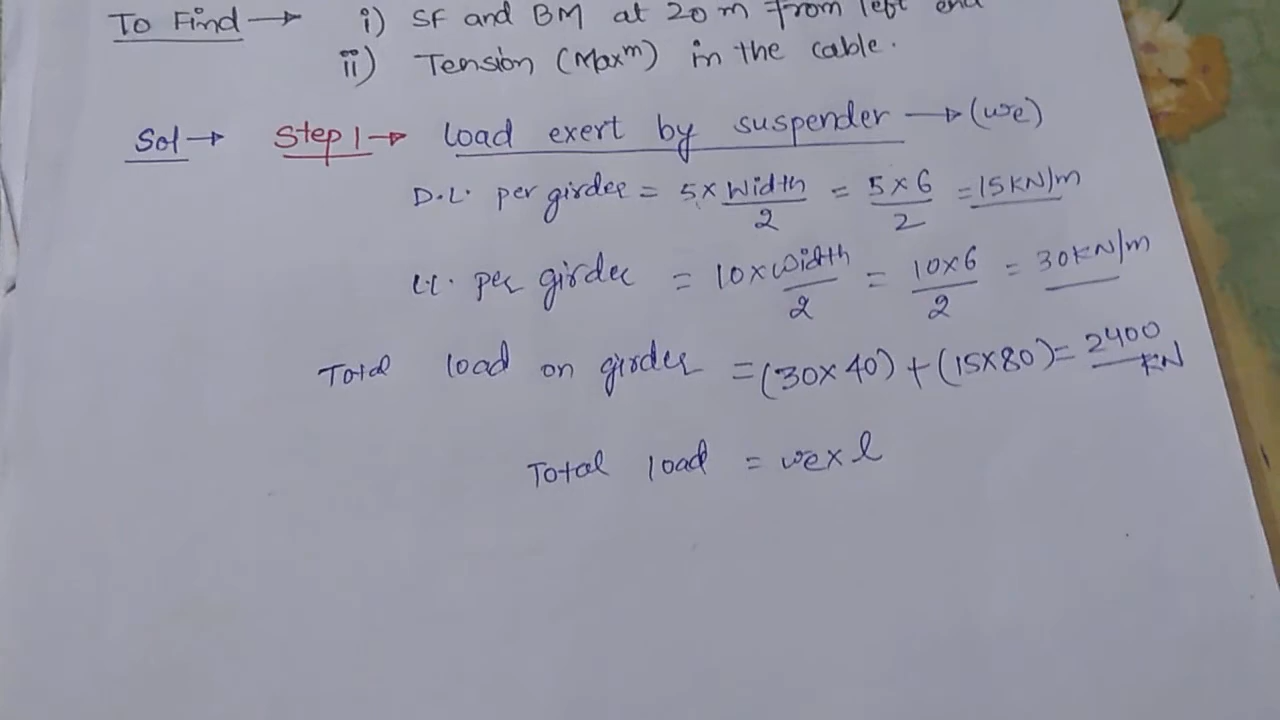 To Find → i) SF and BM at 20 m from left end
ii) Tension (Maxᵐ) in the cable.
Sol → Step 1 → load exert by suspender → (we)
D.L. per girder = 5 × Width / 2 = 5 × 6 / 2 = 15 KN/m
LL. per girder = 10 × width / 2 = 10 × 6 / 2 = 30 KN/m
Total load on girder = (30 × 40) + (15 × 80) = 2400 KN
Total load = we × l